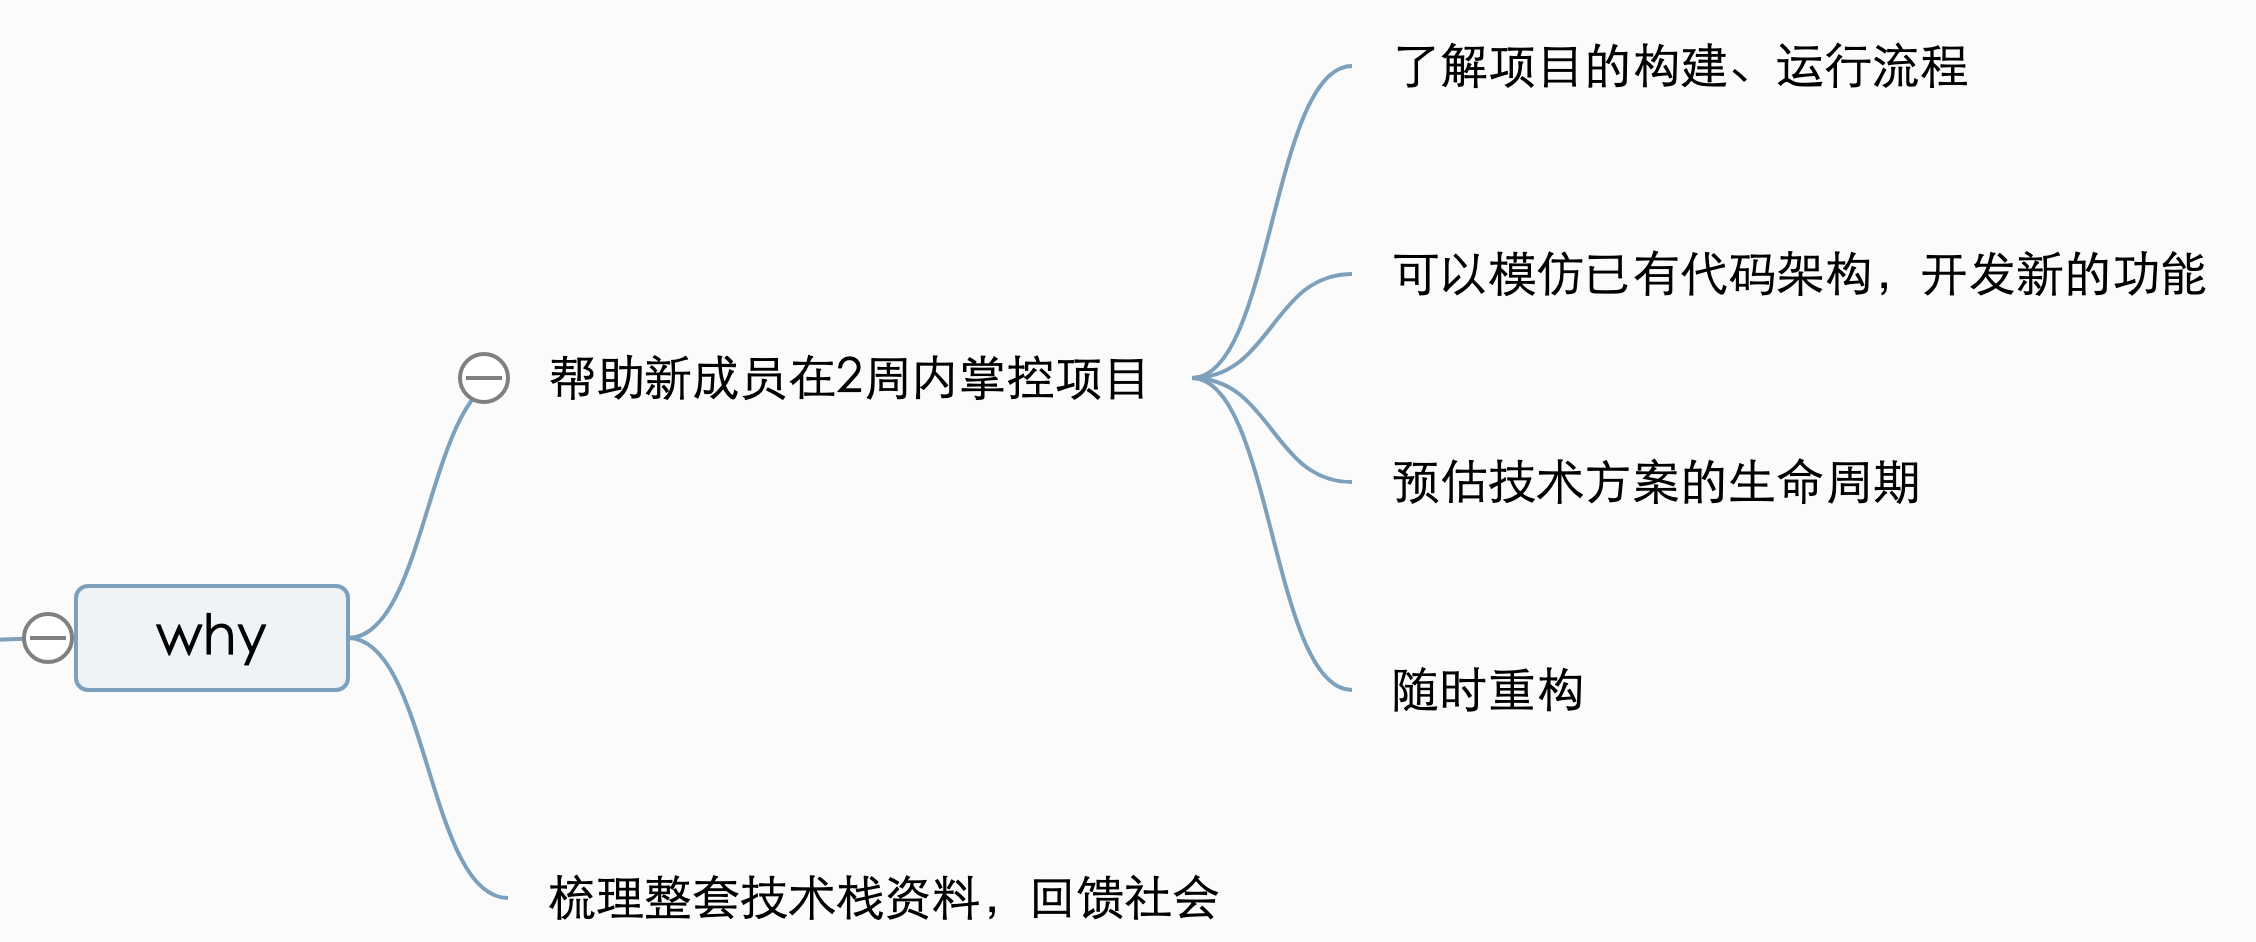 why
帮助新成员在2周内掌控项目
了解项目的构建、运行流程
可以模仿已有代码架构，开发新的功能
预估技术方案的生命周期
随时重构
梳理整套技术栈资料，回馈社会